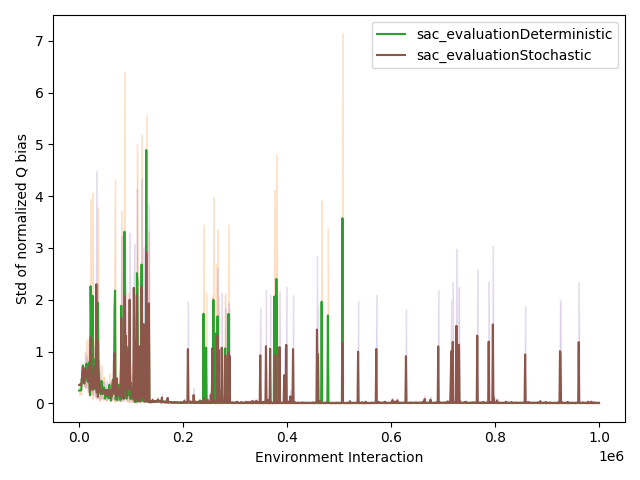 sac_evaluationDeterministic
sac_evaluationStochastic
Std of normalized Q bias
7
6
5
4
3
2
1
0
0.0
0.2
0.4
0.6
0.8
1.0
1e6
Environment Interaction